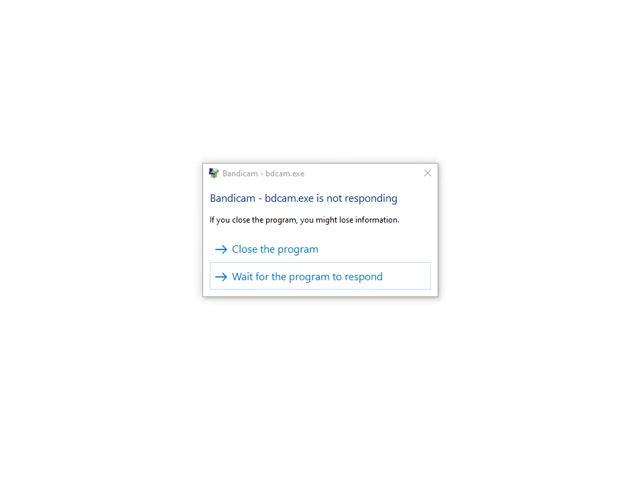 Bandicam - bdcam.exe
Bandicam - bdcam.exe is not responding
If you close the program, you might lose information.
Close the program
Wait for the program to respond